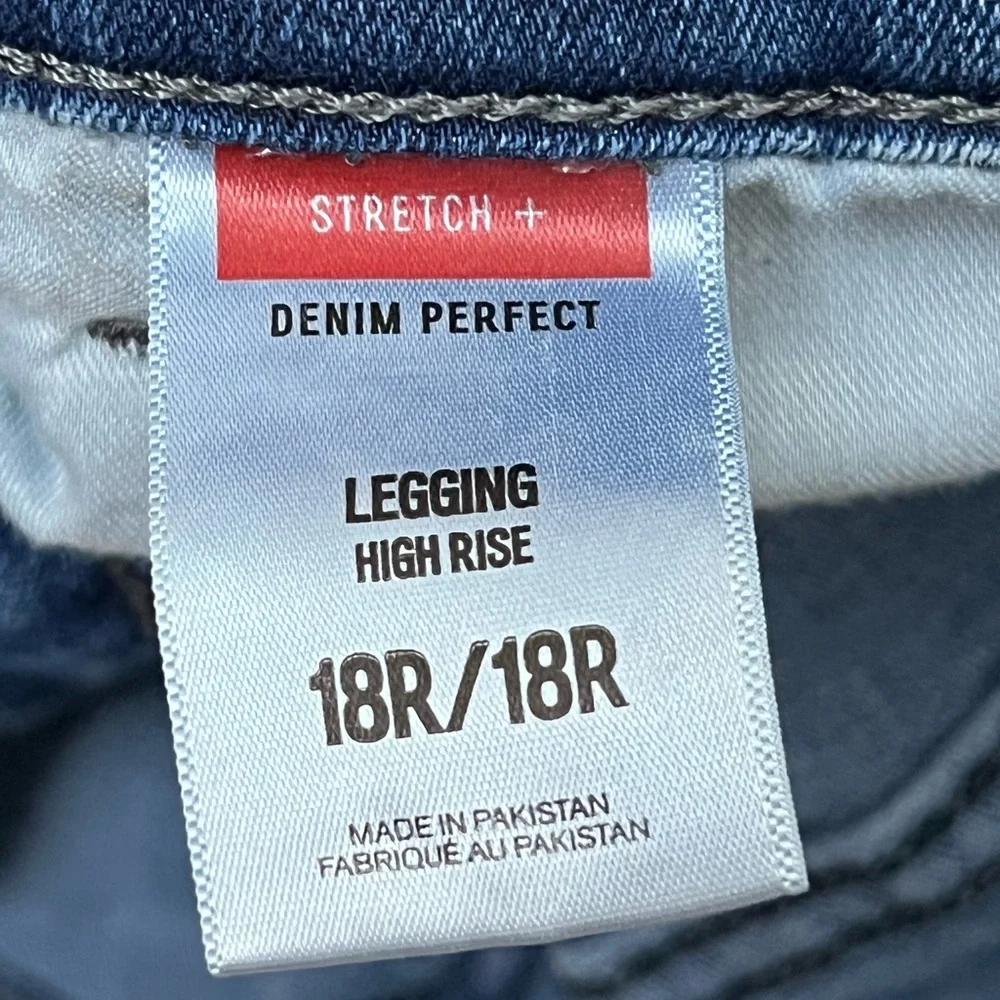 STRETCH +
DENIM PERFECT
LEGGING
HIGH RISE
18R/18R
MADE IN PAKISTAN
FABRIQUÉ AU PAKISTAN